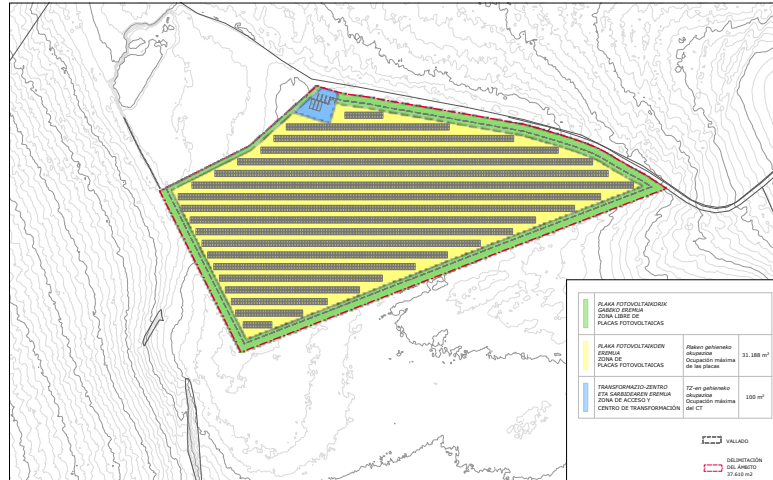 PLAKA FOTOVOLTAIKORIK
GABEKO EREMUA
ZONA LIBRE DE
PLACAS FOTOVOLTAICAS
PLAKA FOTOVOLTAIKOEN
EREMUA
ZONA DE
PLACAS FOTOVOLTAICAS
Plaken gehieneko
okupazioa
Ocupación máxima
de las placas
31.188 m²
TRANSFORMAZIO-ZENTRO
ETA SARBIDEAREN EREMUA
ZONA DE ACCESO Y
CENTRO DE TRANSFORMACIÓN
TZ-en gehieneko
okupazioa
Ocupación máxima
del CT
100 m²
VALLADO
DELIMITACIÓN
DEL ÁMBITO
37.610 m2